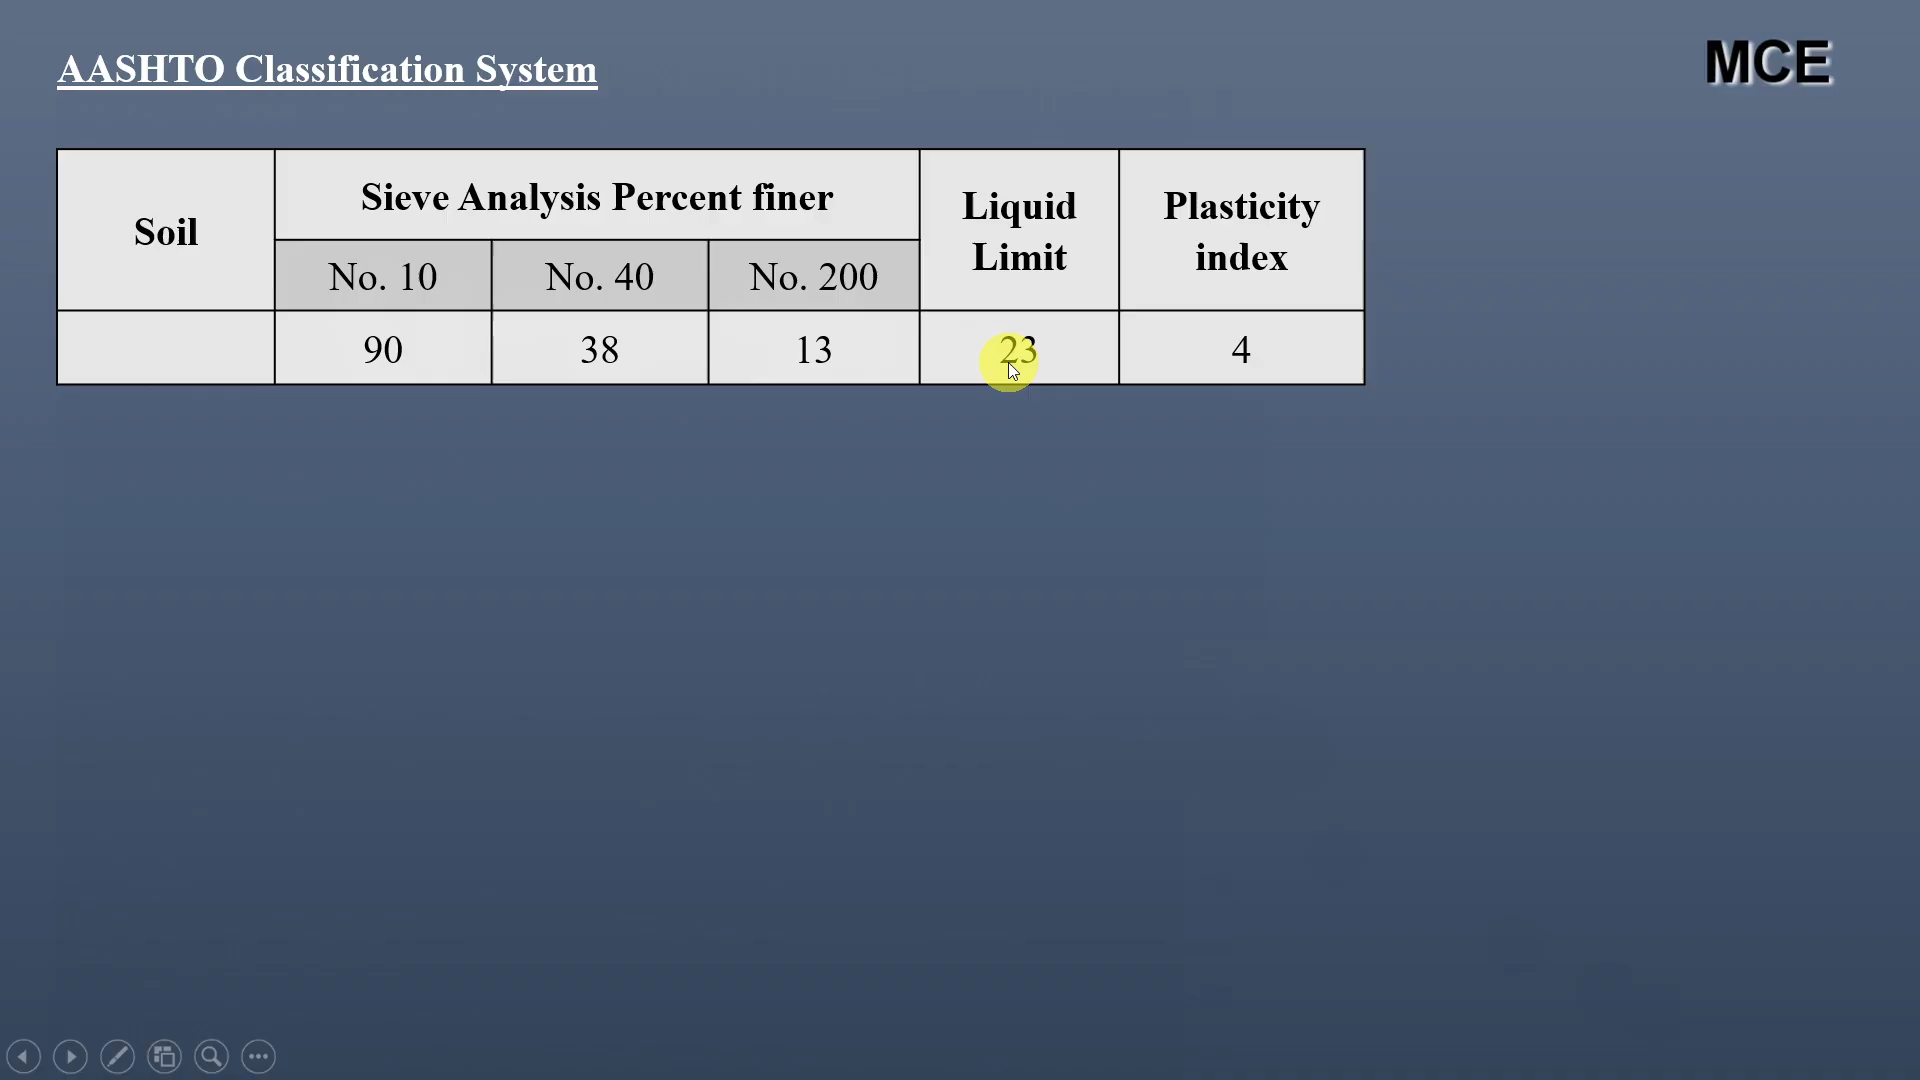 AASHTO Classification System
MCE
Soil
Sieve Analysis Percent finer
Liquid
Limit
Plasticity
index
No. 10
No. 40
No. 200
90
38
13
23
4